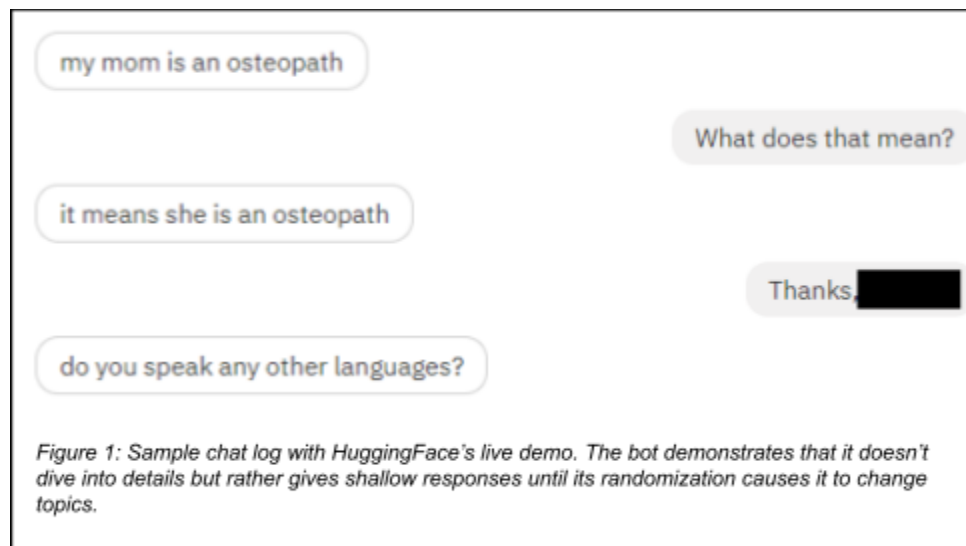 my mom is an osteopath
What does that mean?
it means she is an osteopath
Thanks,
do you speak any other languages?
Figure 1: Sample chat log with HuggingFace's live demo. The bot demonstrates that it doesn't
dive into details but rather gives shallow responses until its randomization causes it to change
topics.